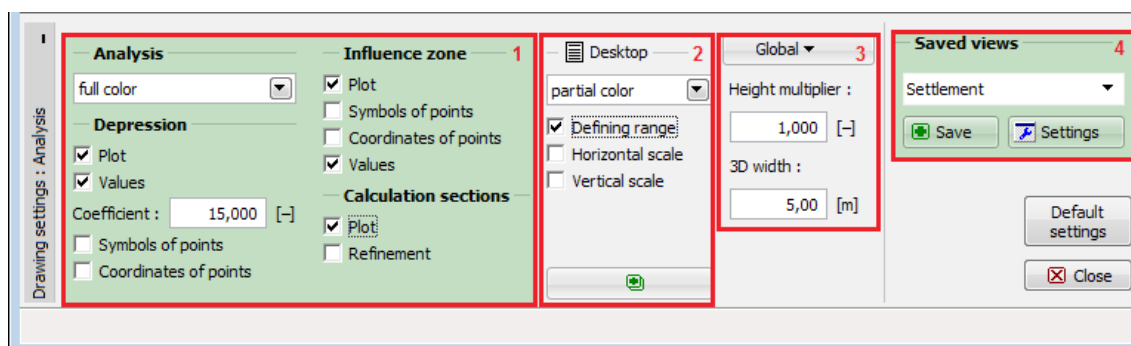 Drawing settings : Analysis
Analysis
full color
Depression
Plot
Values
Coefficient : 15,000 [–]
Symbols of points
Coordinates of points
Influence zone 1
Plot
Symbols of points
Coordinates of points
Values
Calculation sections
Plot
Refinement
Desktop 2
partial color
Defining range
Horizontal scale
Vertical scale
Global 3
Height multiplier :
1,000 [–]
3D width :
5,00 [m]
Saved views 4
Settlement
Save Settings
Default
settings
Close